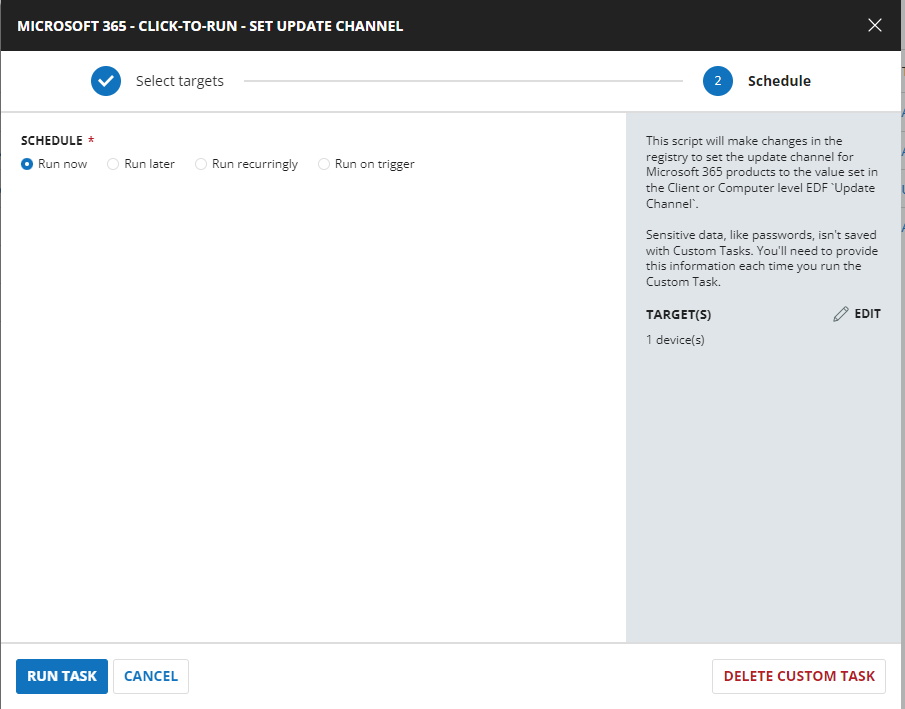 MICROSOFT 365 - CLICK-TO-RUN - SET UPDATE CHANNEL
Select targets
2 Schedule
SCHEDULE *
Run now Run later Run recurringly Run on trigger
This script will make changes in the
registry to set the update channel for
Microsoft 365 products to the value set in
the Client or Computer level EDF `Update
Channel`.
Sensitive data, like passwords, isn't saved
with Custom Tasks. You'll need to provide
this information each time you run the
Custom Task.
TARGET(S) EDIT
1 device(s)
RUN TASK CANCEL DELETE CUSTOM TASK